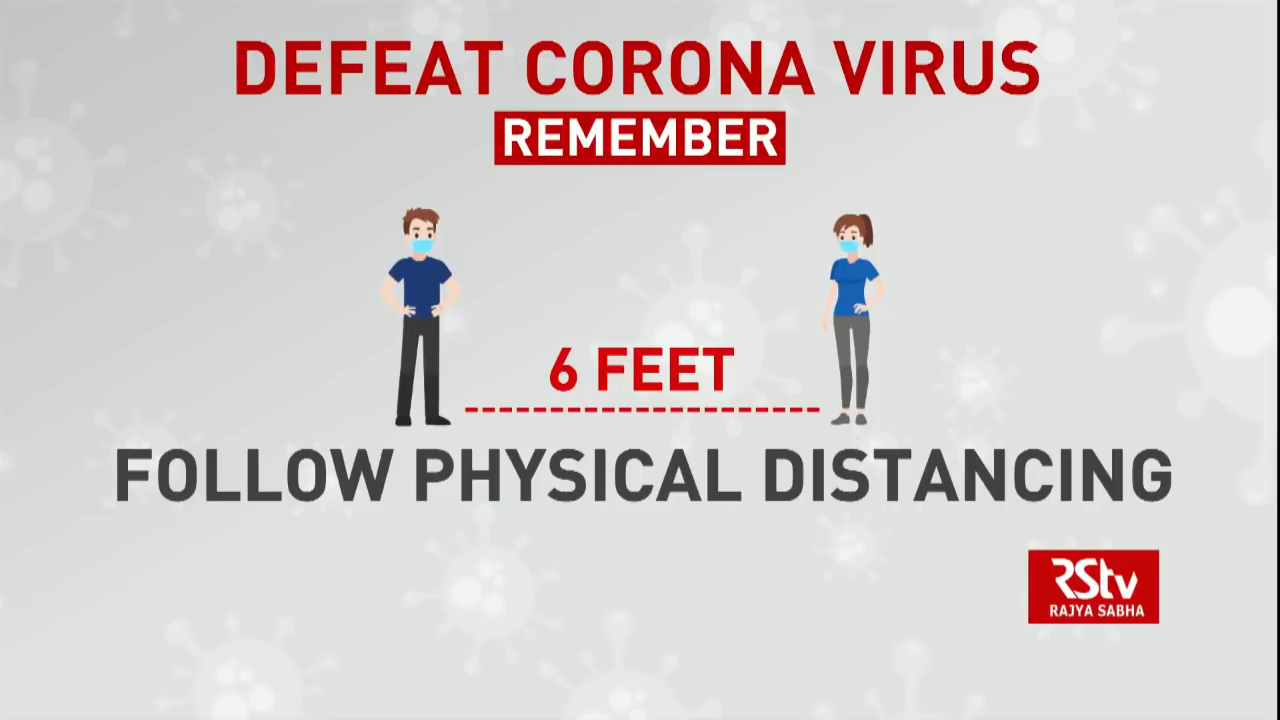 DEFEAT CORONA VIRUS
REMEMBER
6 FEET
FOLLOW PHYSICAL DISTANCING
RStv
RAJYA SABHA